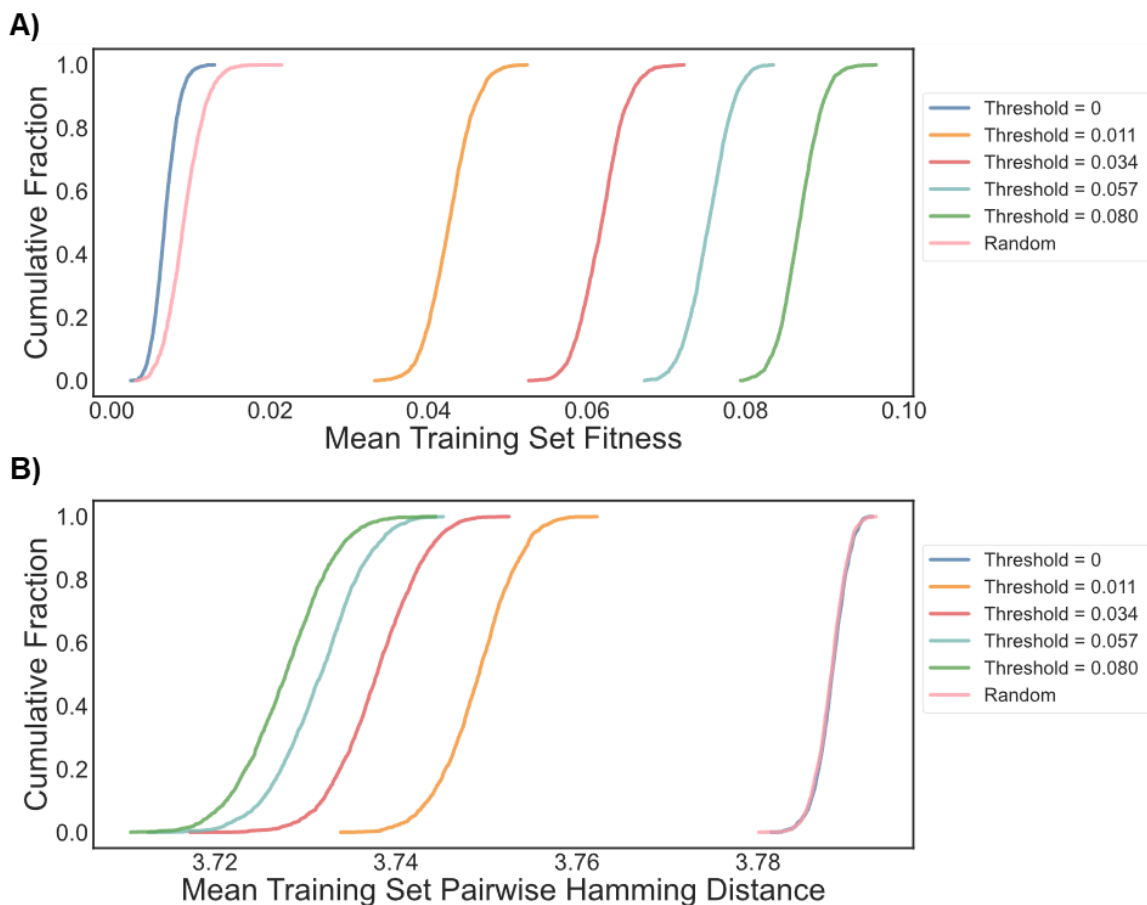 A)
Cumulative Fraction
1.0
0.8
0.6
0.4
0.2
0.0
0.00 0.02 0.04 0.06 0.08 0.10
Mean Training Set Fitness
Threshold = 0
Threshold = 0.011
Threshold = 0.034
Threshold = 0.057
Threshold = 0.080
Random
B)
Cumulative Fraction
1.0
0.8
0.6
0.4
0.2
0.0
3.72 3.74 3.76 3.78
Mean Training Set Pairwise Hamming Distance
Threshold = 0
Threshold = 0.011
Threshold = 0.034
Threshold = 0.057
Threshold = 0.080
Random